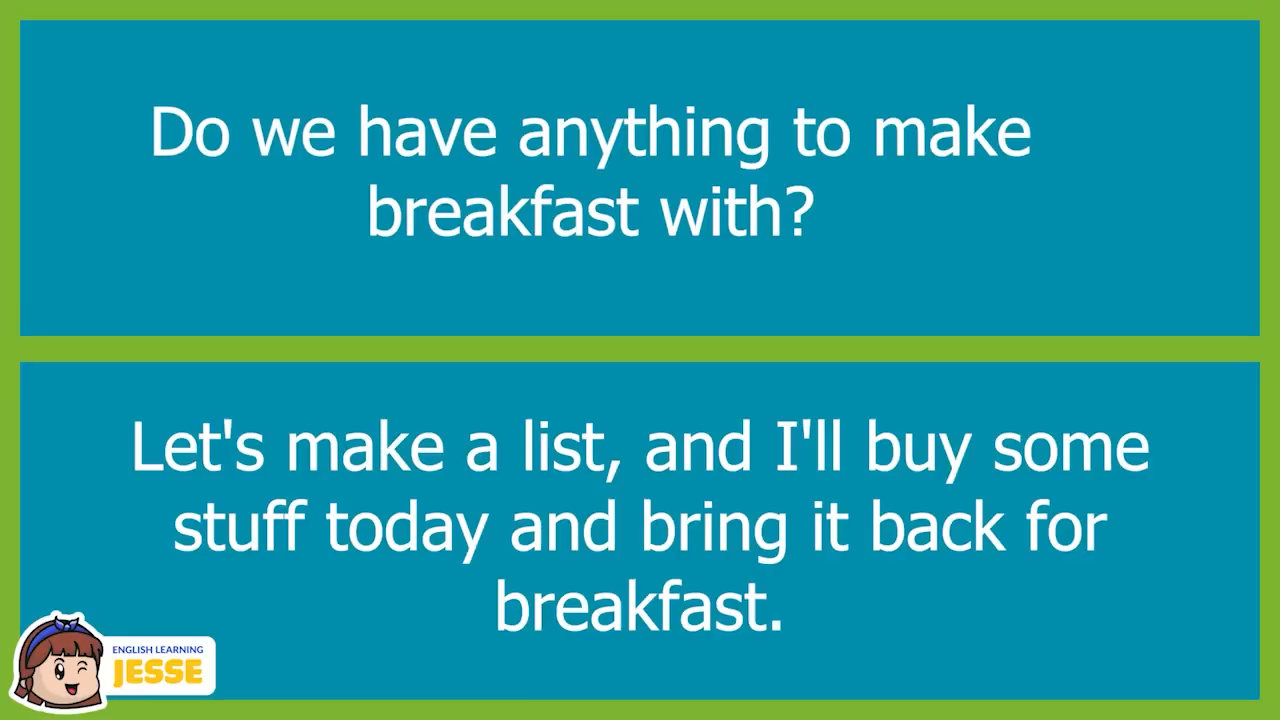 Do we have anything to make
breakfast with?
Let's make a list, and I'll buy some
stuff today and bring it back for
breakfast.
ENGLISH LEARNING
JESSE